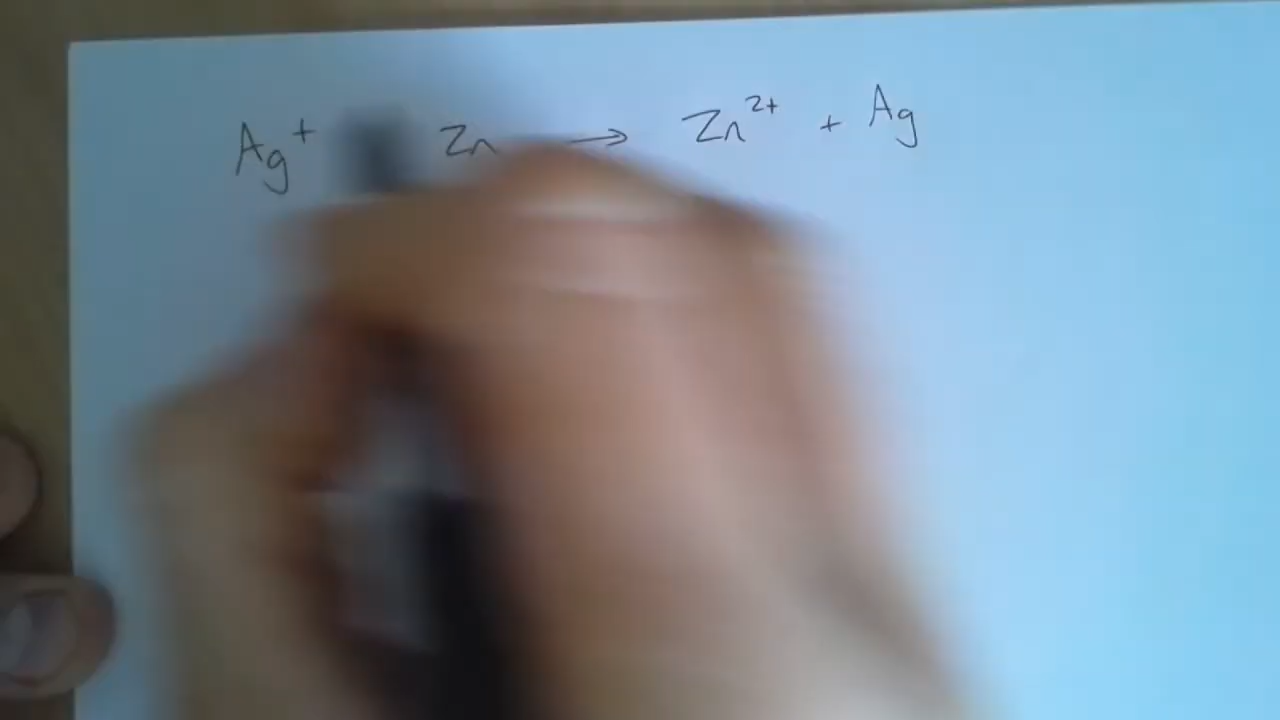 Ag⁺ Zn → Zn²⁺ + Ag